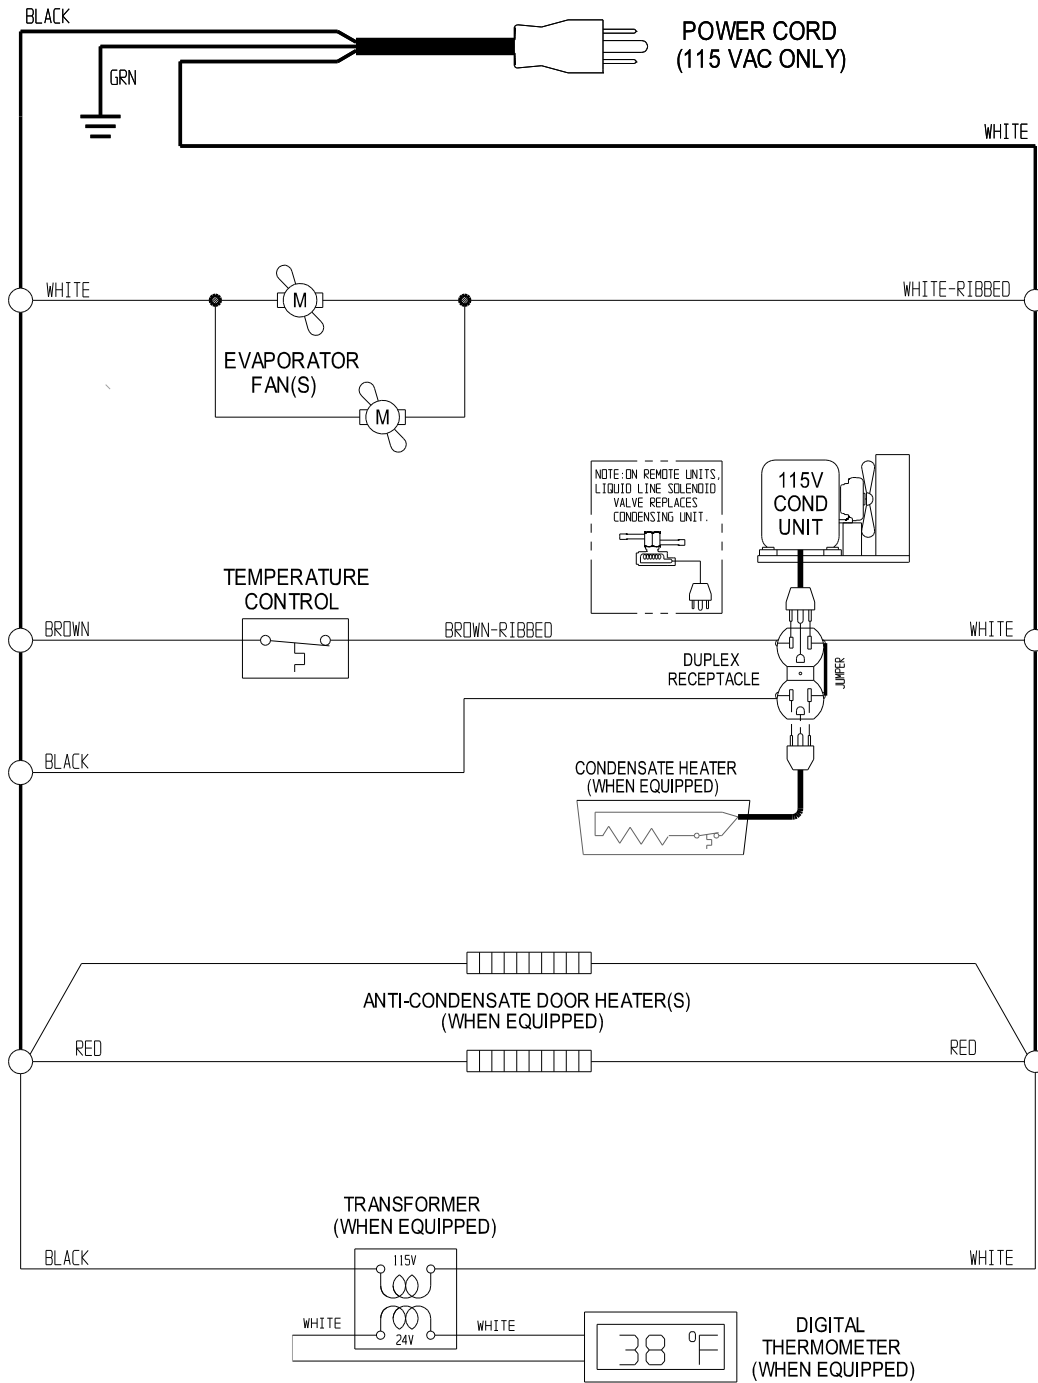 BLACK
POWER CORD
(115 VAC ONLY)
GRN
WHITE
WHITE
M
WHITE-RIBBED
EVAPORATOR
FAN(S)
M
NOTE:ON REMOTE UNITS,
LIQUID LINE SOLENOID
VALVE REPLACES
CONDENSING UNIT.
115V
COND
UNIT
TEMPERATURE
CONTROL
BROWN
BROWN-RIBBED
WHITE
DUPLEX
RECEPTACLE
JUMPER
BLACK
CONDENSATE HEATER
(WHEN EQUIPPED)
ANTI-CONDENSATE DOOR HEATER(S)
(WHEN EQUIPPED)
RED
RED
TRANSFORMER
(WHEN EQUIPPED)
BLACK
115V
WHITE
WHITE
24V
WHITE
38 °F
DIGITAL
THERMOMETER
(WHEN EQUIPPED)